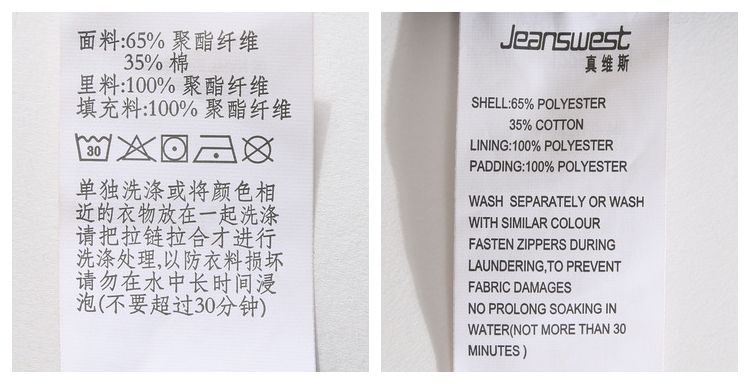 面料:65% 聚酯纤维
35% 棉
里料:100% 聚酯纤维
填充料:100% 聚酯纤维
30
单独洗涤或将颜色相
近的衣物放在一起洗涤
请把拉链拉合才进行
洗涤处理,以防衣料损坏
请勿在水中长时间浸
泡(不要超过30分钟)
Jeanswest
真维斯
SHELL:65% POLYESTER
35% COTTON
LINING:100% POLYESTER
PADDING:100% POLYESTER
WASH SEPARATELY OR WASH
WITH SIMILAR COLOUR
FASTEN ZIPPERS DURING
LAUNDERING,TO PREVENT
FABRIC DAMAGES
NO PROLONG SOAKING IN
WATER(NOT MORE THAN 30
MINUTES )